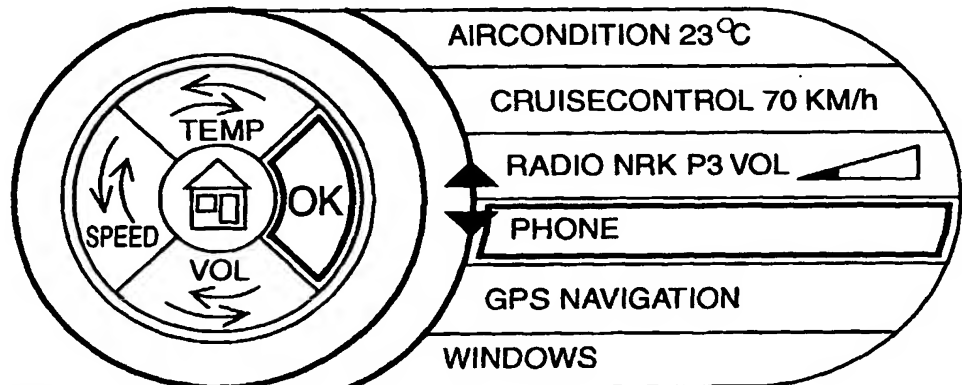 AIRCONDITION 23°C
CRUISECONTROL 70 KM/h
TEMP
RADIO NRK P3 VOL
OK
SPEED
PHONE
VOL
GPS NAVIGATION
WINDOWS